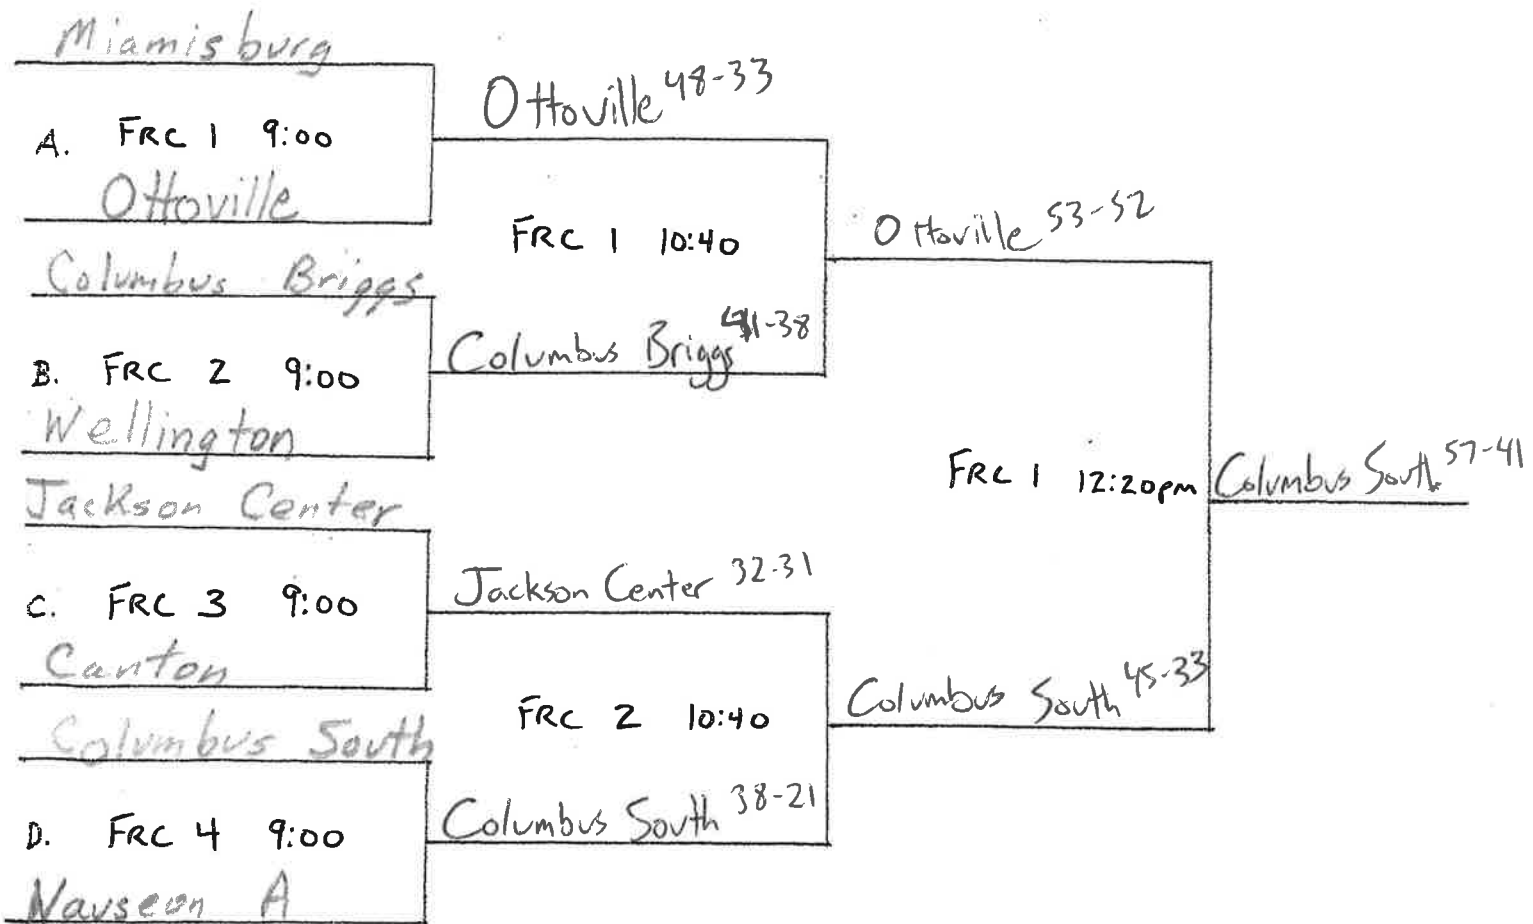 Miamisburg
Ottoville 48-33
A. FRC 1 9:00
Ottoville
Ottoville 53-52
FRC 1 10:40
Columbus Briggs
Columbus Briggs 41-38
B. FRC 2 9:00
Wellington
FRC 1 12:20pm
Columbus South 57-41
Jackson Center
Jackson Center 32-31
C. FRC 3 9:00
Canton
Columbus South 45-33
FRC 2 10:40
Columbus South
Columbus South 38-21
D. FRC 4 9:00
Wauseon A